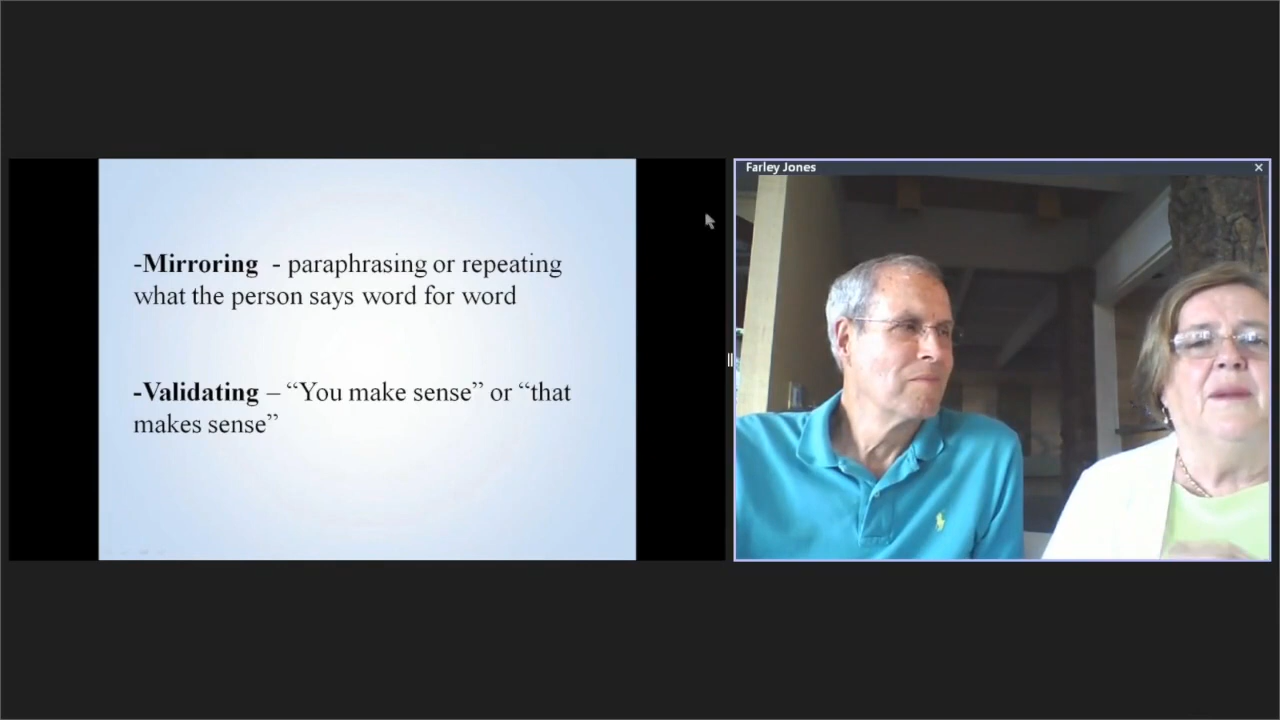 -Mirroring - paraphrasing or repeating
what the person says word for word
-Validating – “You make sense” or “that
makes sense”
Farley Jones